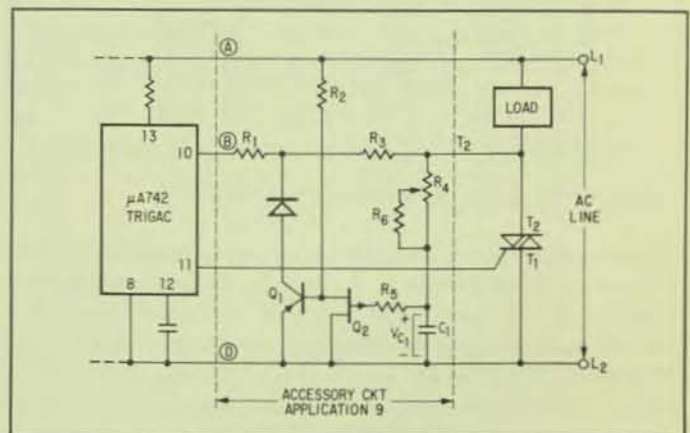 A
L1
R2
LOAD
13
B
R1
R3
T2
10
R4
μA742
TRIGAC
R6
AC
LINE
T2
T1
11
8
12
Q1
R5
Q2
VC1
+
−
C1
D
L2
ACCESSORY CKT
APPLICATION 9